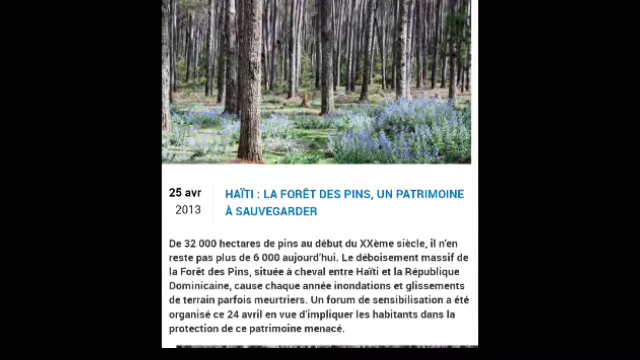 25 avr
2013
HAÏTI : LA FORÊT DES PINS, UN PATRIMOINE
À SAUVEGARDER
De 32 000 hectares de pins au début du XXème siècle, il n'en
reste pas plus de 6 000 aujourd'hui. Le déboisement massif de
la Forêt des Pins, située à cheval entre Haïti et la République
Dominicaine, cause chaque année inondations et glissements
de terrain parfois meurtriers. Un forum de sensibilisation a été
organisé ce 24 avril en vue d'impliquer les habitants dans la
protection de ce patrimoine menacé.